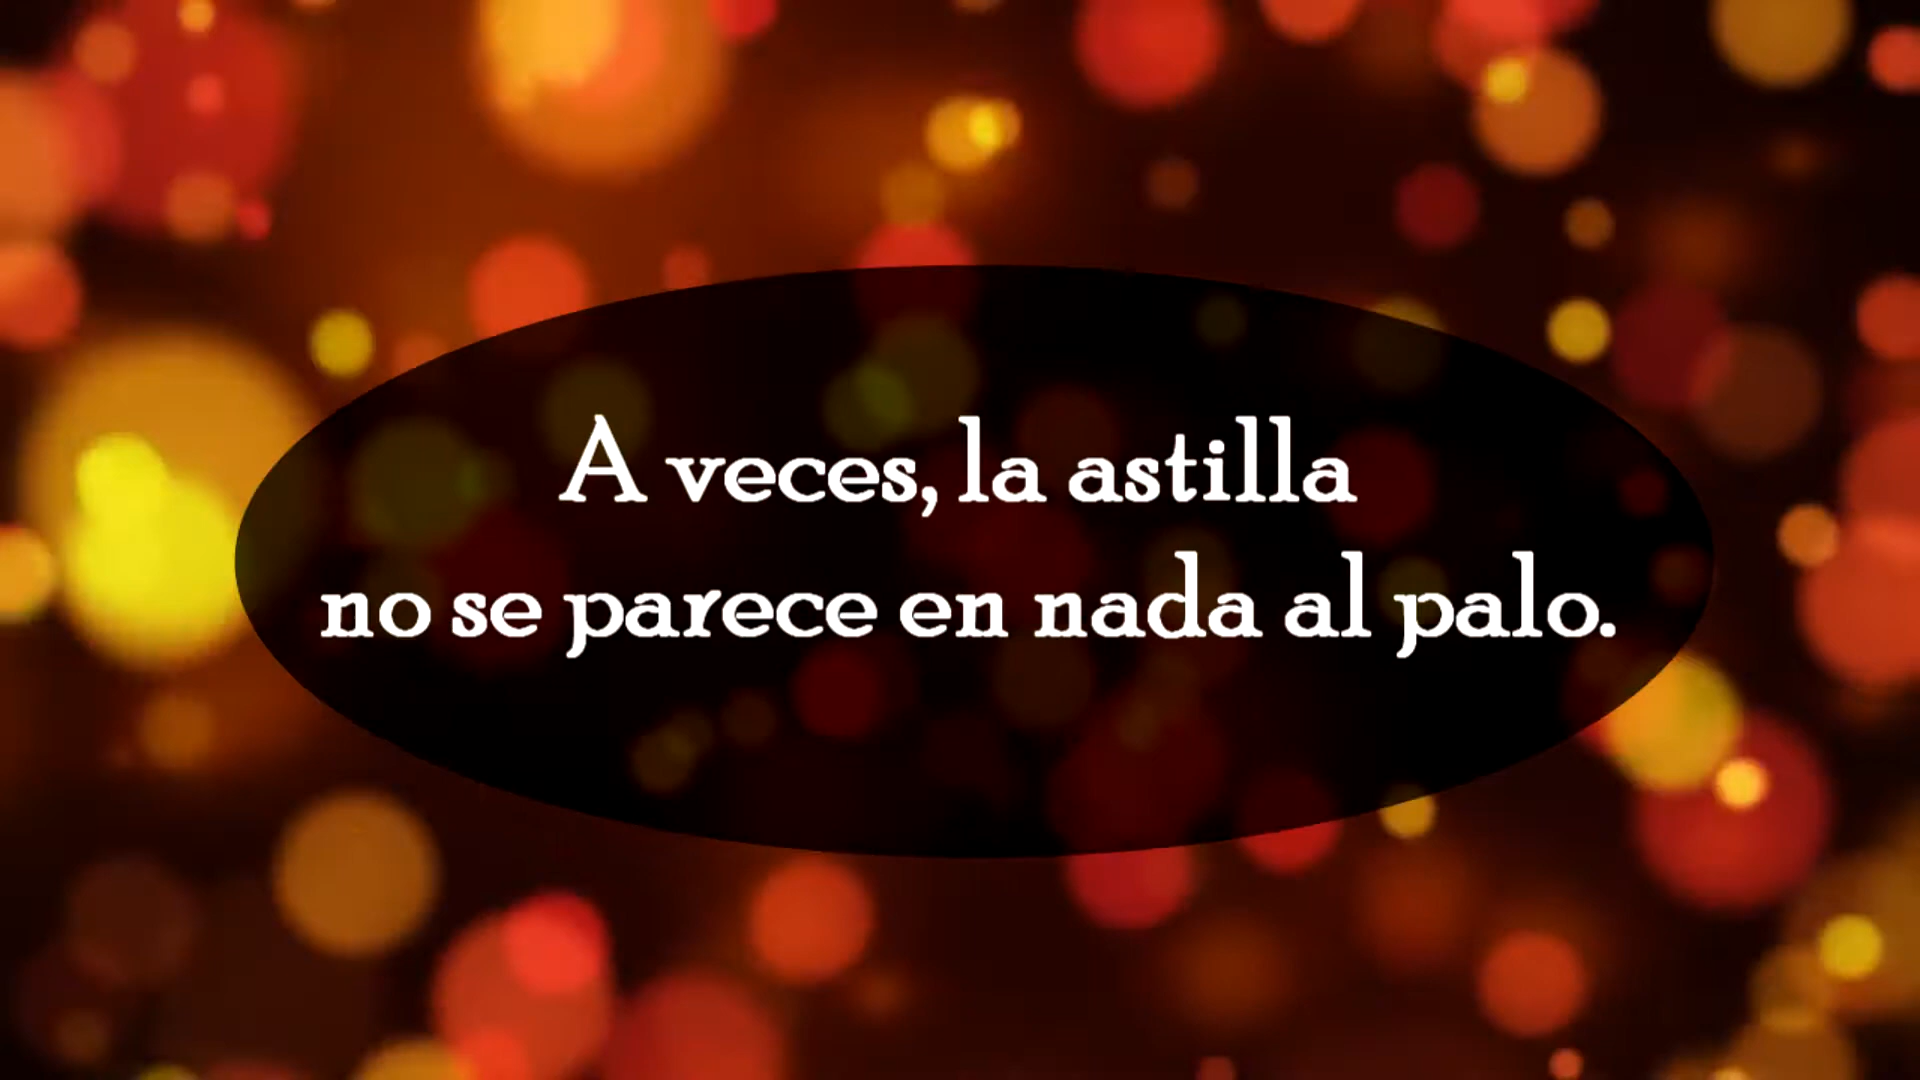 A veces, la astilla
no se parece en nada al palo.